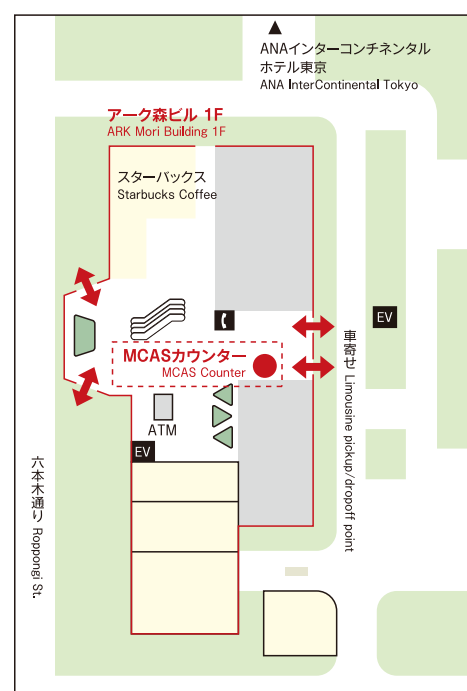 ▲
ANAインターコンチネンタル
ホテル東京
ANA InterContinental Tokyo
アーク森ビル 1F
ARK Mori Building 1F
スターバックス
Starbucks Coffee
EV
MCASカウンター
MCAS Counter
車寄せ Limousine pickup/dropoff point
ATM
EV
六本木通り Roppongi St.